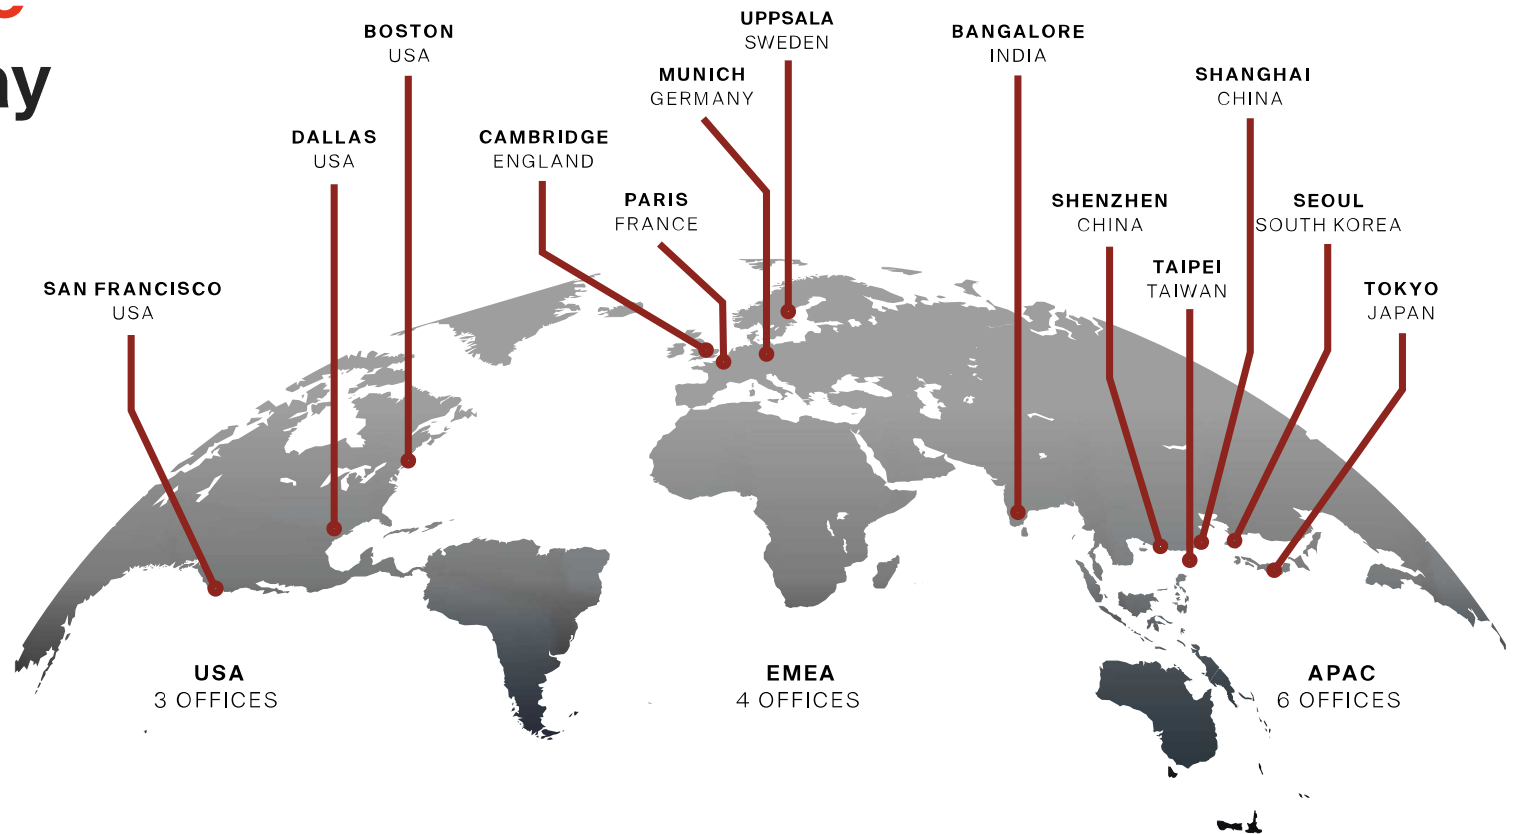 ay
BOSTON
USA
UPPSALA
SWEDEN
BANGALORE
INDIA
MUNICH
GERMANY
SHANGHAI
CHINA
DALLAS
USA
CAMBRIDGE
ENGLAND
PARIS
FRANCE
SHENZHEN
CHINA
SEOUL
SOUTH KOREA
TAIPEI
TAIWAN
SAN FRANCISCO
USA
TOKYO
JAPAN
USA
3 OFFICES
EMEA
4 OFFICES
APAC
6 OFFICES